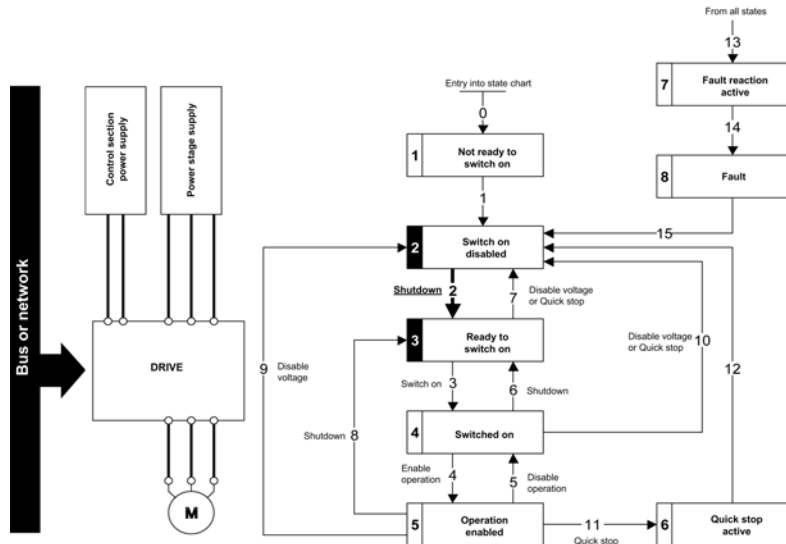 From all states
13
7
Fault reaction
active
14
8
Fault
15
Entry into state chart
0
1
Not ready to
switch on
1
2
Switch on
disabled
Shutdown
2
7
Disable voltage
or Quick stop
3
Ready to
switch on
Switch on
3
6
Shutdown
4
Switched on
Enable
operation
4
5
Disable
operation
5
Operation
enabled
11
Quick stop
6
Quick stop
active
Disable voltage
or Quick stop
10
12
9
Disable
voltage
Shutdown
8
Bus or network
Control section
power supply
Power stage supply
DRIVE
M